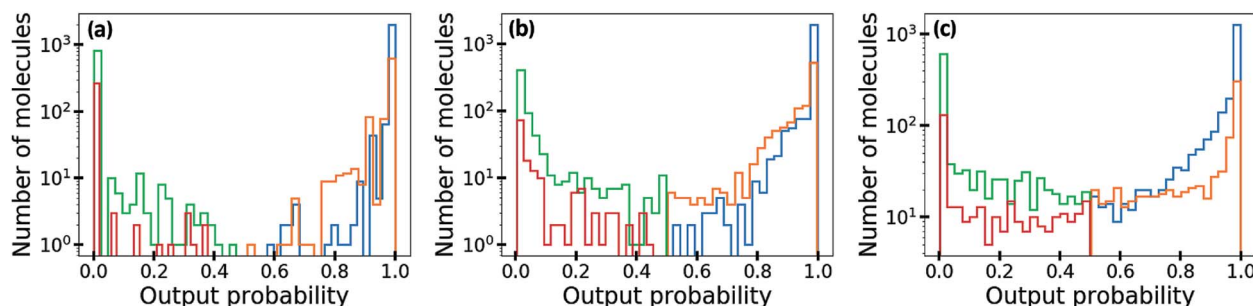 (a)
Number of molecules
10³
10²
10¹
10⁰
0.0 0.2 0.4 0.6 0.8 1.0
Output probability
(b)
Number of molecules
10³
10²
10¹
10⁰
0.0 0.2 0.4 0.6 0.8 1.0
Output probability
(c)
Number of molecules
10³
10²
10¹
0.0 0.2 0.4 0.6 0.8 1.0
Output probability